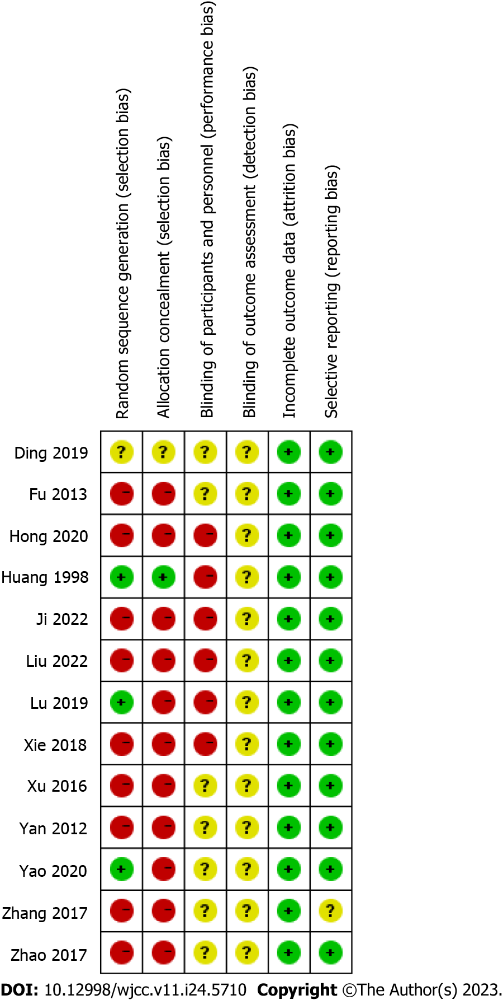 Random sequence generation (selection bias)
Allocation concealment (selection bias)
Blinding of participants and personnel (performance bias)
Blinding of outcome assessment (detection bias)
Incomplete outcome data (attrition bias)
Selective reporting (reporting bias)
Ding 2019 ? ? ? ? + +
Fu 2013 - - ? ? + +
Hong 2020 - - - ? + +
Huang 1998 + + - ? + +
Ji 2022 - - - ? + +
Liu 2022 - - - ? + +
Lu 2019 + - - ? + +
Xie 2018 - - - ? + +
Xu 2016 - - ? ? + +
Yan 2012 - - ? ? + +
Yao 2020 + - ? ? + +
Zhang 2017 - - ? ? + ?
Zhao 2017 - - ? ? + +
DOI: 10.12998/wjcc.v11.i24.5710 Copyright ©The Author(s) 2023.